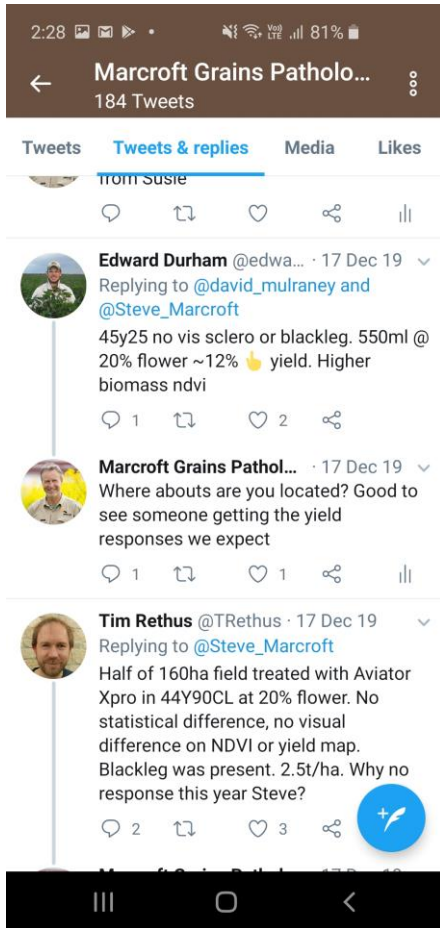 2:28 81%
Marcroft Grains Patholo...
184 Tweets
Tweets Tweets & replies Media Likes
from Susie
Edward Durham @edwa... · 17 Dec 19
Replying to @david_mulraney and
@Steve_Marcroft
45y25 no vis sclero or blackleg. 550ml @
20% flower ~12% 👆 yield. Higher
biomass ndvi
1 2
Marcroft Grains Pathol... · 17 Dec 19
Where abouts are you located? Good to
see someone getting the yield
responses we expect
1 1
Tim Rethus @TRethus · 17 Dec 19
Replying to @Steve_Marcroft
Half of 160ha field treated with Aviator
Xpro in 44Y90CL at 20% flower. No
statistical difference, no visual
difference on NDVI or yield map.
Blackleg was present. 2.5t/ha. Why no
response this year Steve?
2 3